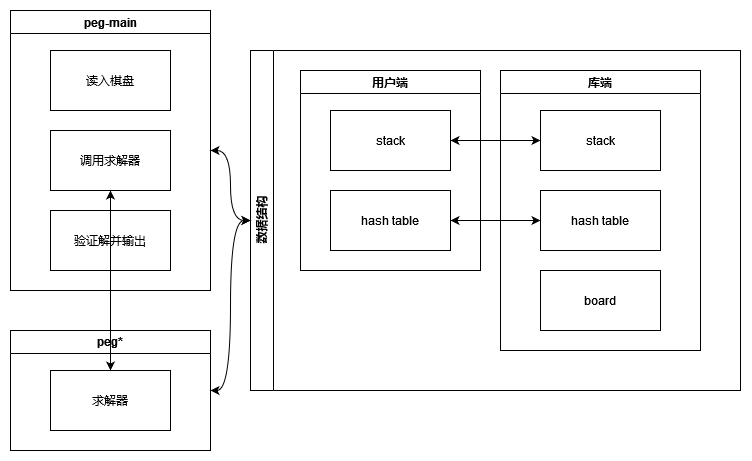 peg-main
读入棋盘
调用求解器
验证解并输出
peg*
求解器
数据结构
用户端
stack
hash table
库端
stack
hash table
board